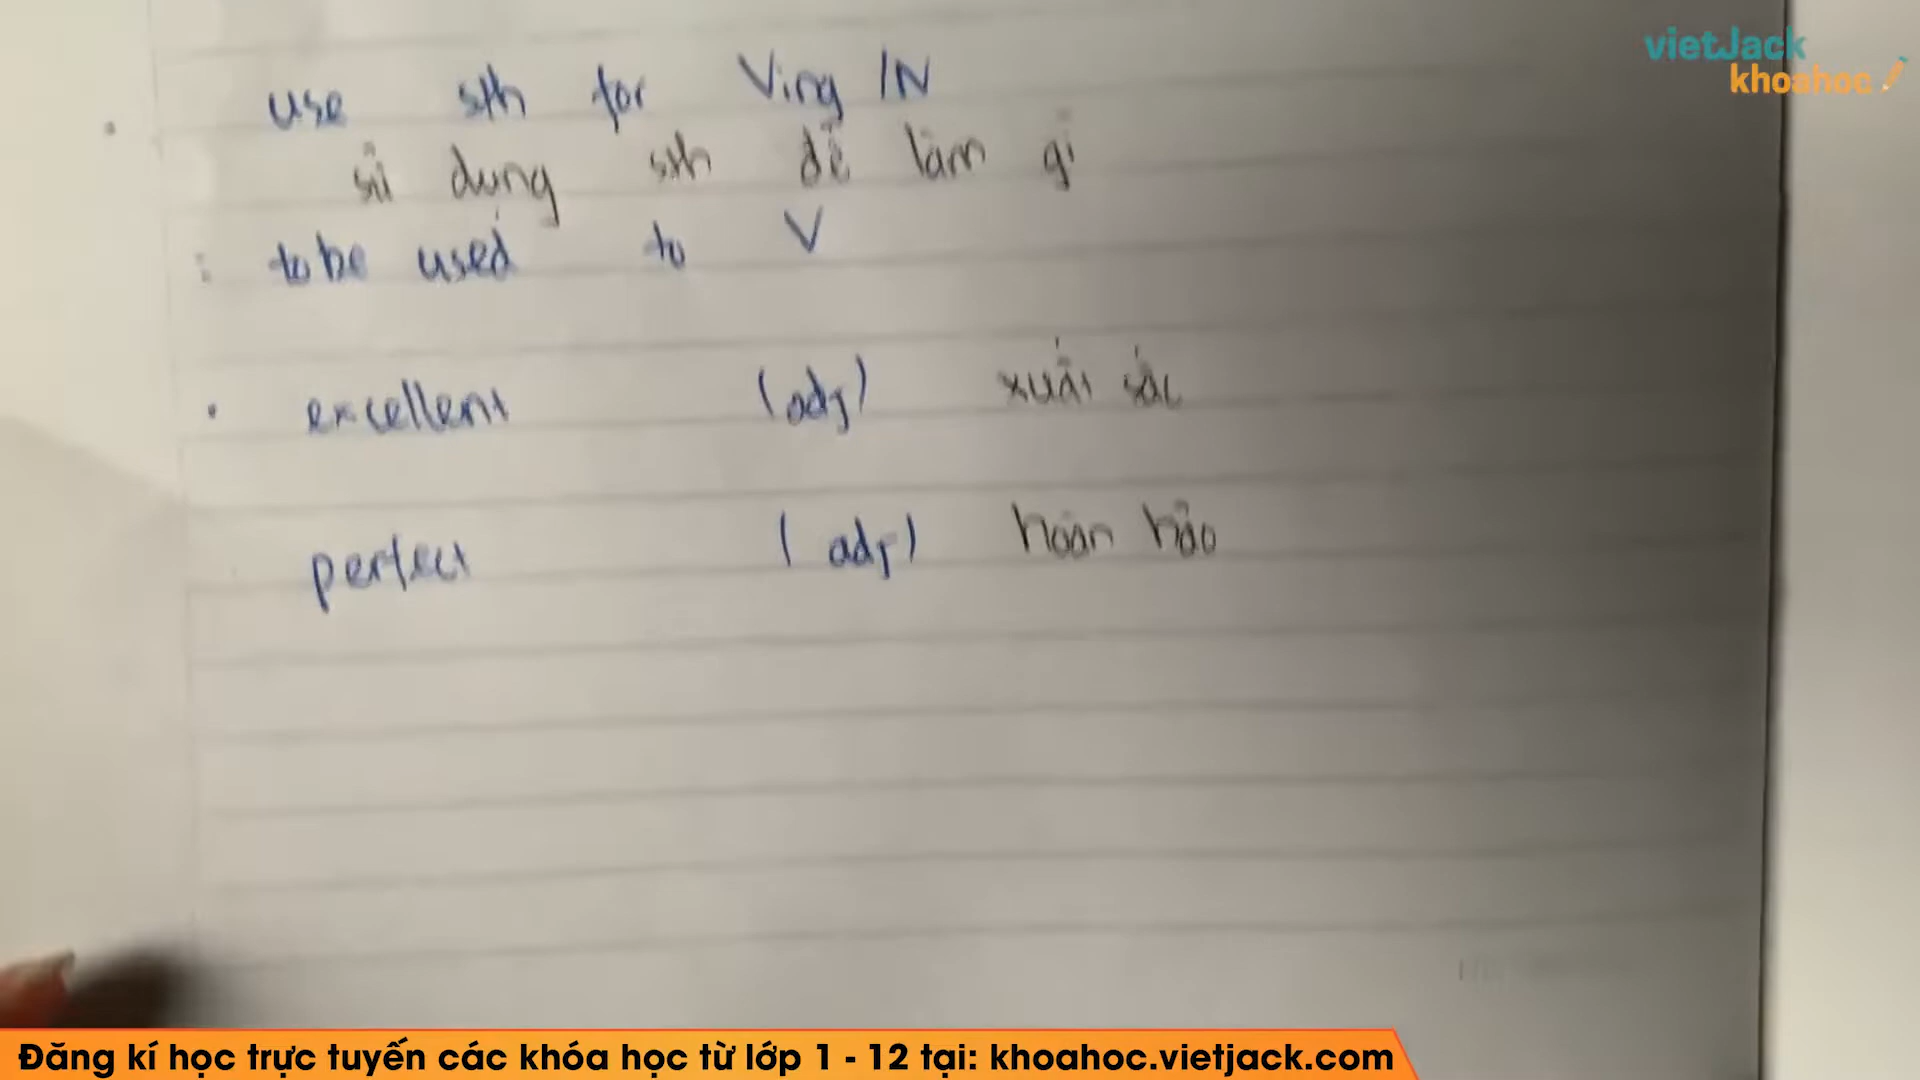 vietJack
khoahoc
use sth for Ving /N
sử dụng sth để làm gì
: to be used to V
• excellent (adj) xuất sắc
perfect (adj) hoàn hảo
Đăng kí học trực tuyến các khóa học từ lớp 1 - 12 tại: khoahoc.vietjack.com